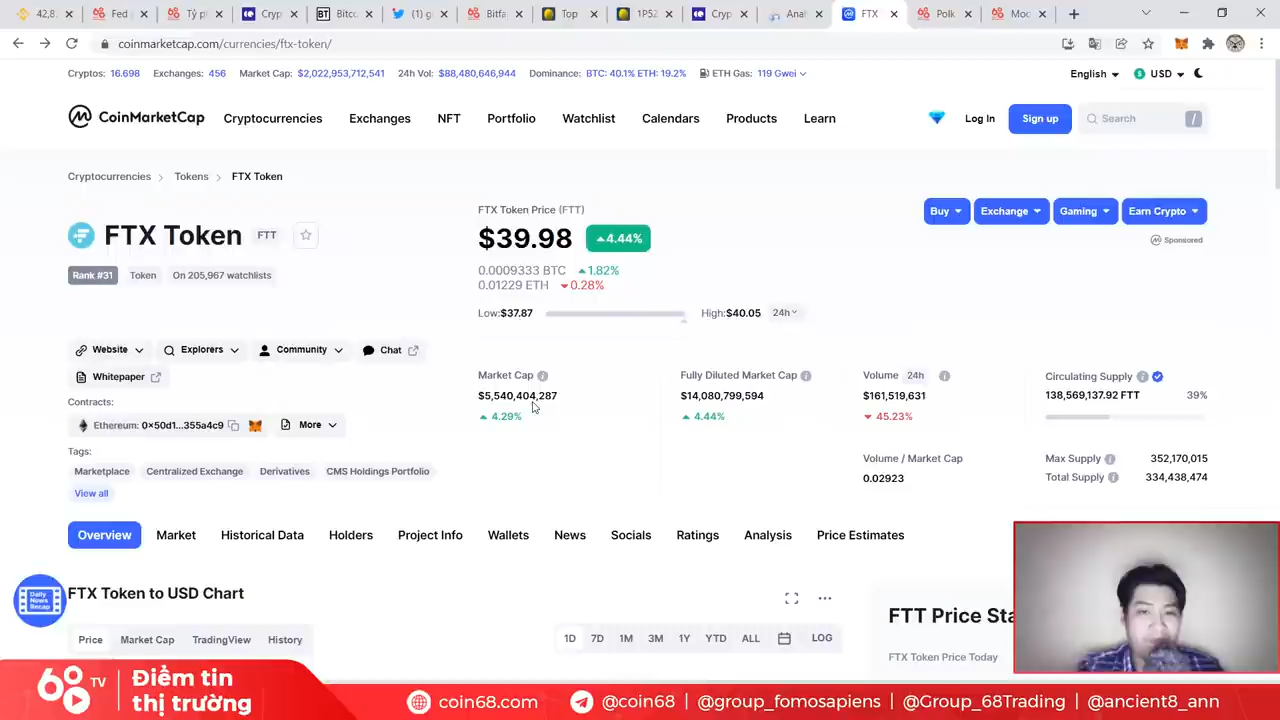 42,8
Fed g
Tỷ p
Cryp
Bitco
(1) g
Bitfa
Top
1P52
Cryp
Ana
FTX
Polk
Moc
coinmarketcap.com/currencies/ftx-token/
Cryptos: 16.698 Exchanges: 456 Market Cap: $2,022,953,712,541 24h Vol: $88,480,646,944 Dominance: BTC: 40.1% ETH: 19.2% ETH Gas: 119 Gwei
English USD
CoinMarketCap
Cryptocurrencies Exchanges NFT Portfolio Watchlist Calendars Products Learn
Log In Sign up Search /
Cryptocurrencies Tokens FTX Token
FTX Token FTT
Rank #31 Token On 205,967 watchlists
Website Explorers Community Chat
Whitepaper
Contracts:
Ethereum: 0x50d1...355a4c9 More
Tags:
Marketplace Centralized Exchange Derivatives CMS Holdings Portfolio
View all
FTX Token Price (FTT)
$39.98 4.44%
0.0009333 BTC 1.82%
0.01229 ETH 0.28%
Low:$37.87 High:$40.05 24h
Buy Exchange Gaming Earn Crypto
Sponsored
Market Cap
$5,540,404,287
4.29%
Fully Diluted Market Cap
$14,080,799,594
4.44%
Volume 24h
$161,519,631
45.23%
Volume / Market Cap
0.02923
Circulating Supply
138,569,137.92 FTT 39%
Max Supply 352,170,015
Total Supply 334,438,474
Overview Market Historical Data Holders Project Info Wallets News Socials Ratings Analysis Price Estimates
Daily
News
Recap
FTX Token to USD Chart
Price Market Cap TradingView History
1D 7D 1M 3M 1Y YTD ALL LOG
FTT Price Sta
FTX Token Price Today
68 TV
Điểm tin
thị trường
coin68.com @coin68 | @group_fomosapiens | @Group_68Trading | @ancient8_ann